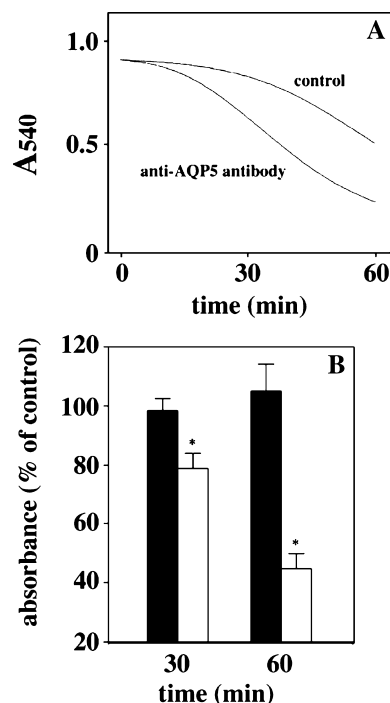 A
1.0
0.5
0
A540
control
anti-AQP5 antibody
0 30 60
time (min)
B
120
100
80
60
40
20
absorbance (% of control)
*
*
30 60
time (min)